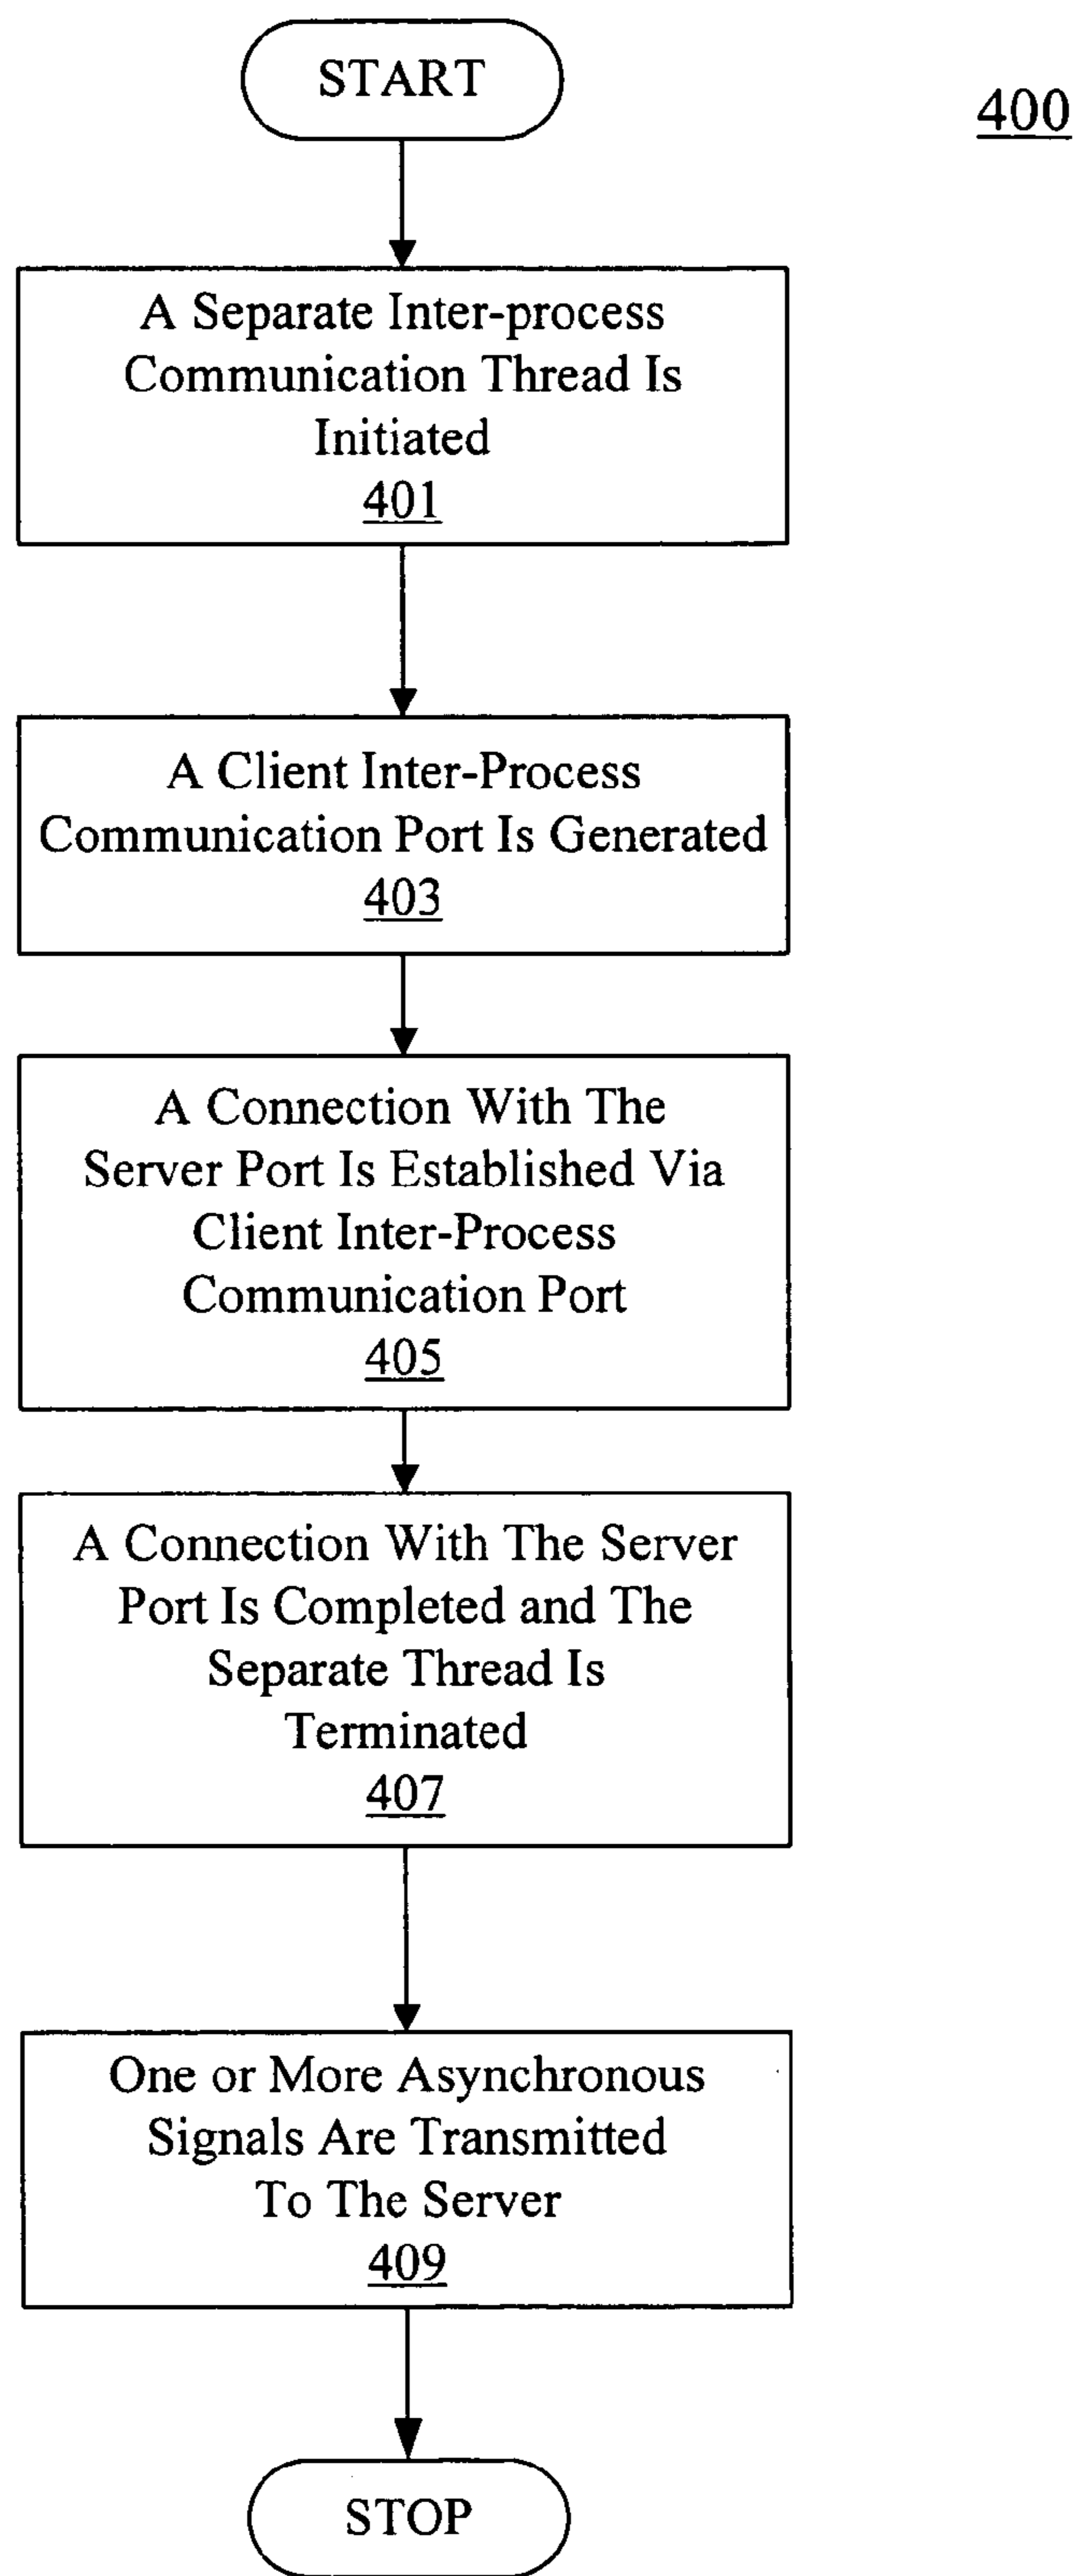 START
400
A Separate Inter-process
Communication Thread Is
Initiated
401
A Client Inter-Process
Communication Port Is Generated
403
A Connection With The
Server Port Is Established Via
Client Inter-Process
Communication Port
405
A Connection With The Server
Port Is Completed and The
Separate Thread Is
Terminated
407
One or More Asynchronous
Signals Are Transmitted
To The Server
409
STOP